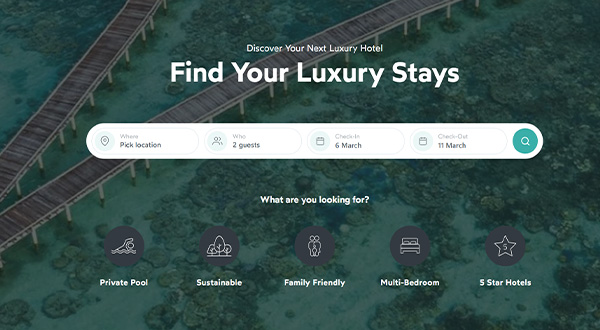 Discover Your Next Luxury Hotel
Find Your Luxury Stays
Where
Pick location
Who
2 guests
Check-In
6 March
Check-Out
11 March
What are you looking for?
5
Private Pool
Sustainable
Family Friendly
Multi-Bedroom
5 Star Hotels